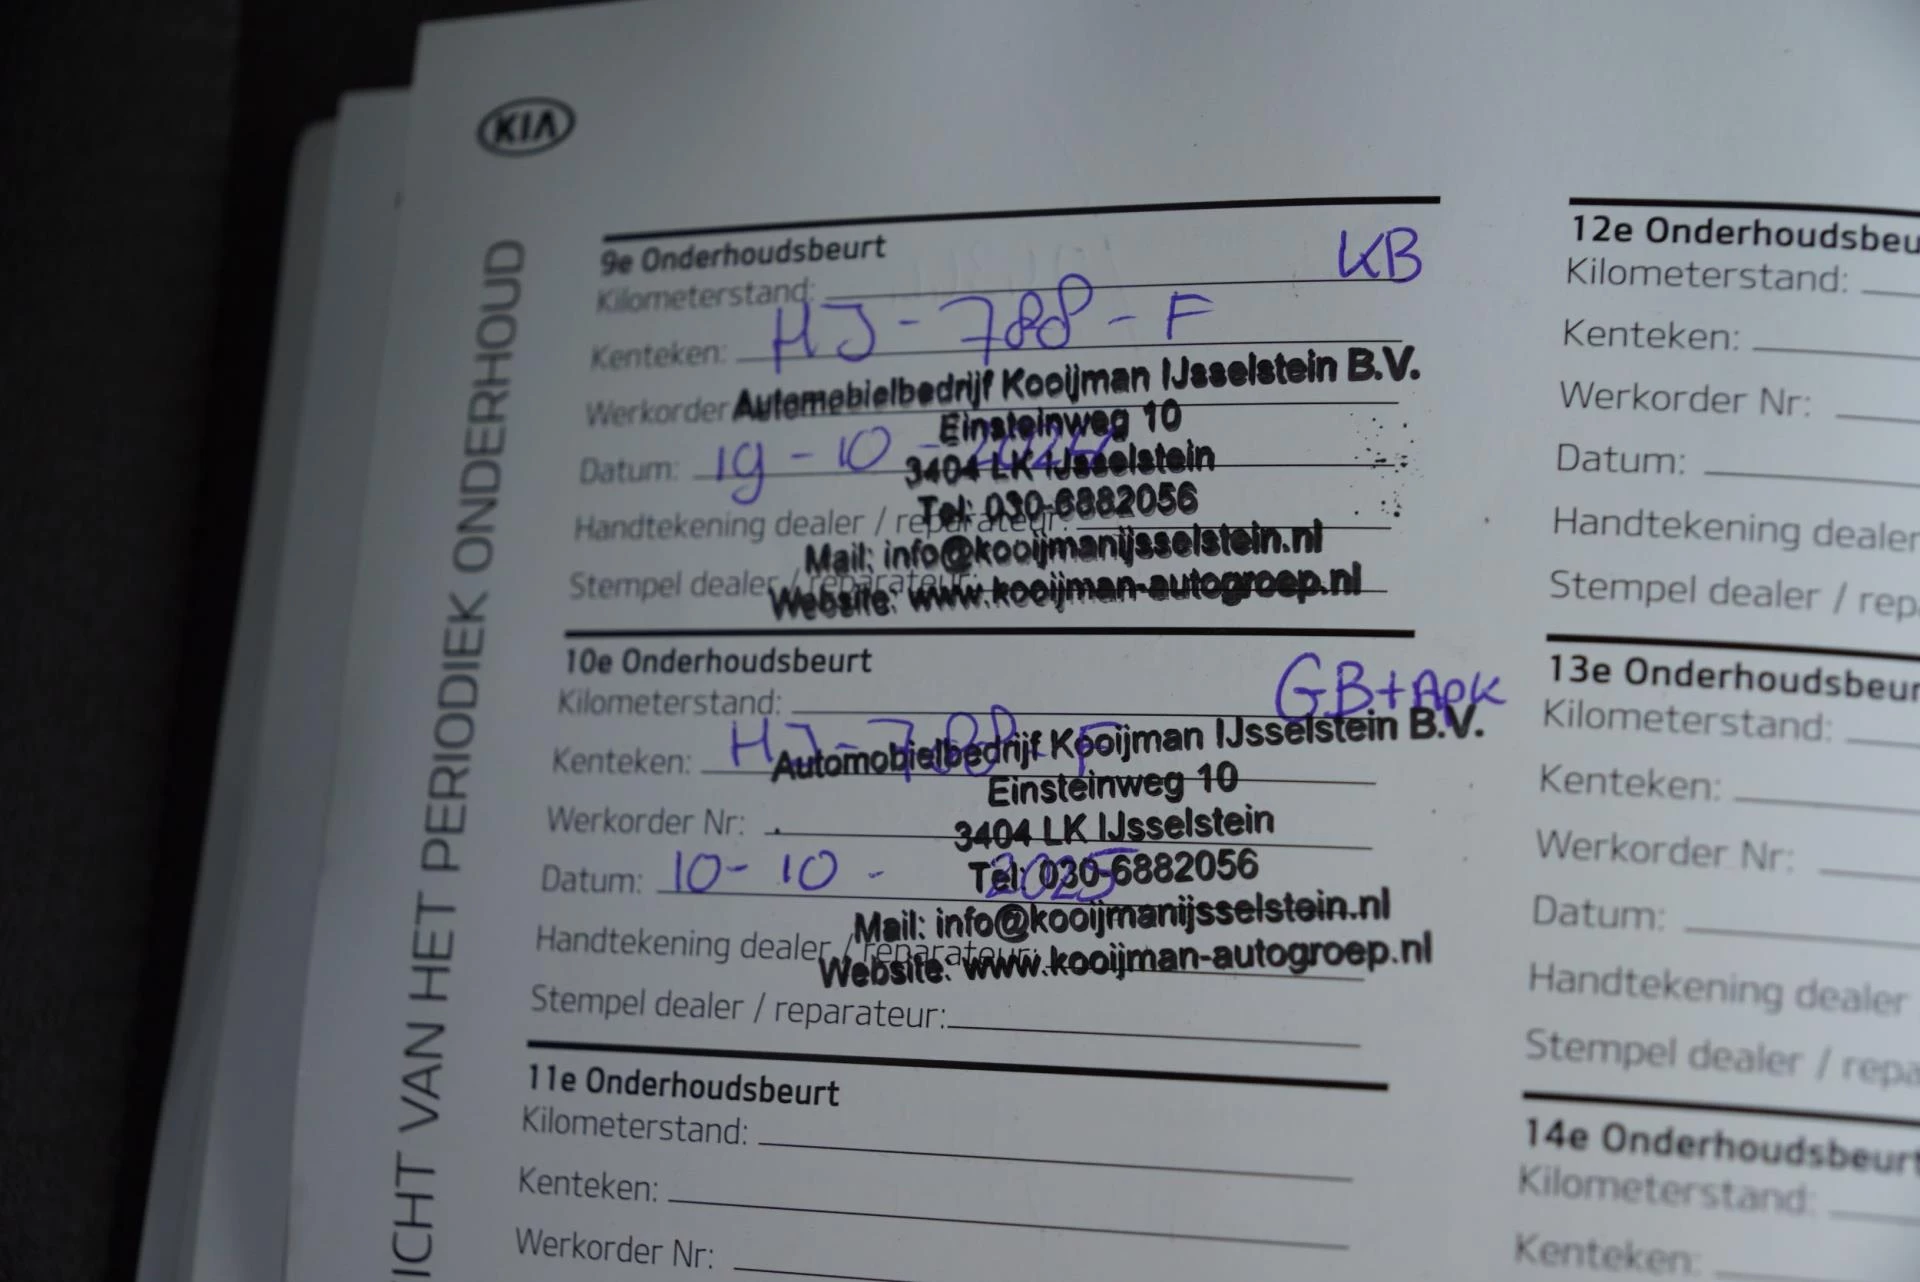 KIA
ICHT VAN HET PERIODIEK ONDERHOUD
9e Onderhoudsbeurt
KB
Kilometerstand:
Kenteken: HJ-788-F
Werkorder
Automobielbedrijf Kooijman IJsselstein B.V.
Einsteinweg 10
Datum: 19-10-
3404 LK IJsselstein
Tel: 030-6882056
Handtekening dealer / reparateur:
Mail: info@kooijmanijsselstein.nl
Stempel dealer / reparateur:
Website: www.kooijman-autogroep.nl
10e Onderhoudsbeurt
GB+APK
Kilometerstand:
Kenteken: HJ-788-F
Automobielbedrijf Kooijman IJsselstein B.V.
Einsteinweg 10
Werkorder Nr:
3404 LK IJsselstein
Datum: 10-10-2025
Tel: 030-6882056
Mail: info@kooijmanijsselstein.nl
Handtekening dealer / reparateur:
Website: www.kooijman-autogroep.nl
Stempel dealer / reparateur:
11e Onderhoudsbeurt
Kilometerstand:
Kenteken:
Werkorder Nr:
12e Onderhoudsbeu
Kilometerstand:
Kenteken:
Werkorder Nr:
Datum:
Handtekening dealer
Stempel dealer / rep
13e Onderhoudsbeur
Kilometerstand:
Kenteken:
Werkorder Nr:
Datum:
Handtekening dealer
Stempel dealer / repa
14e Onderhoudsbeurt
Kilometerstand:
Kenteken: